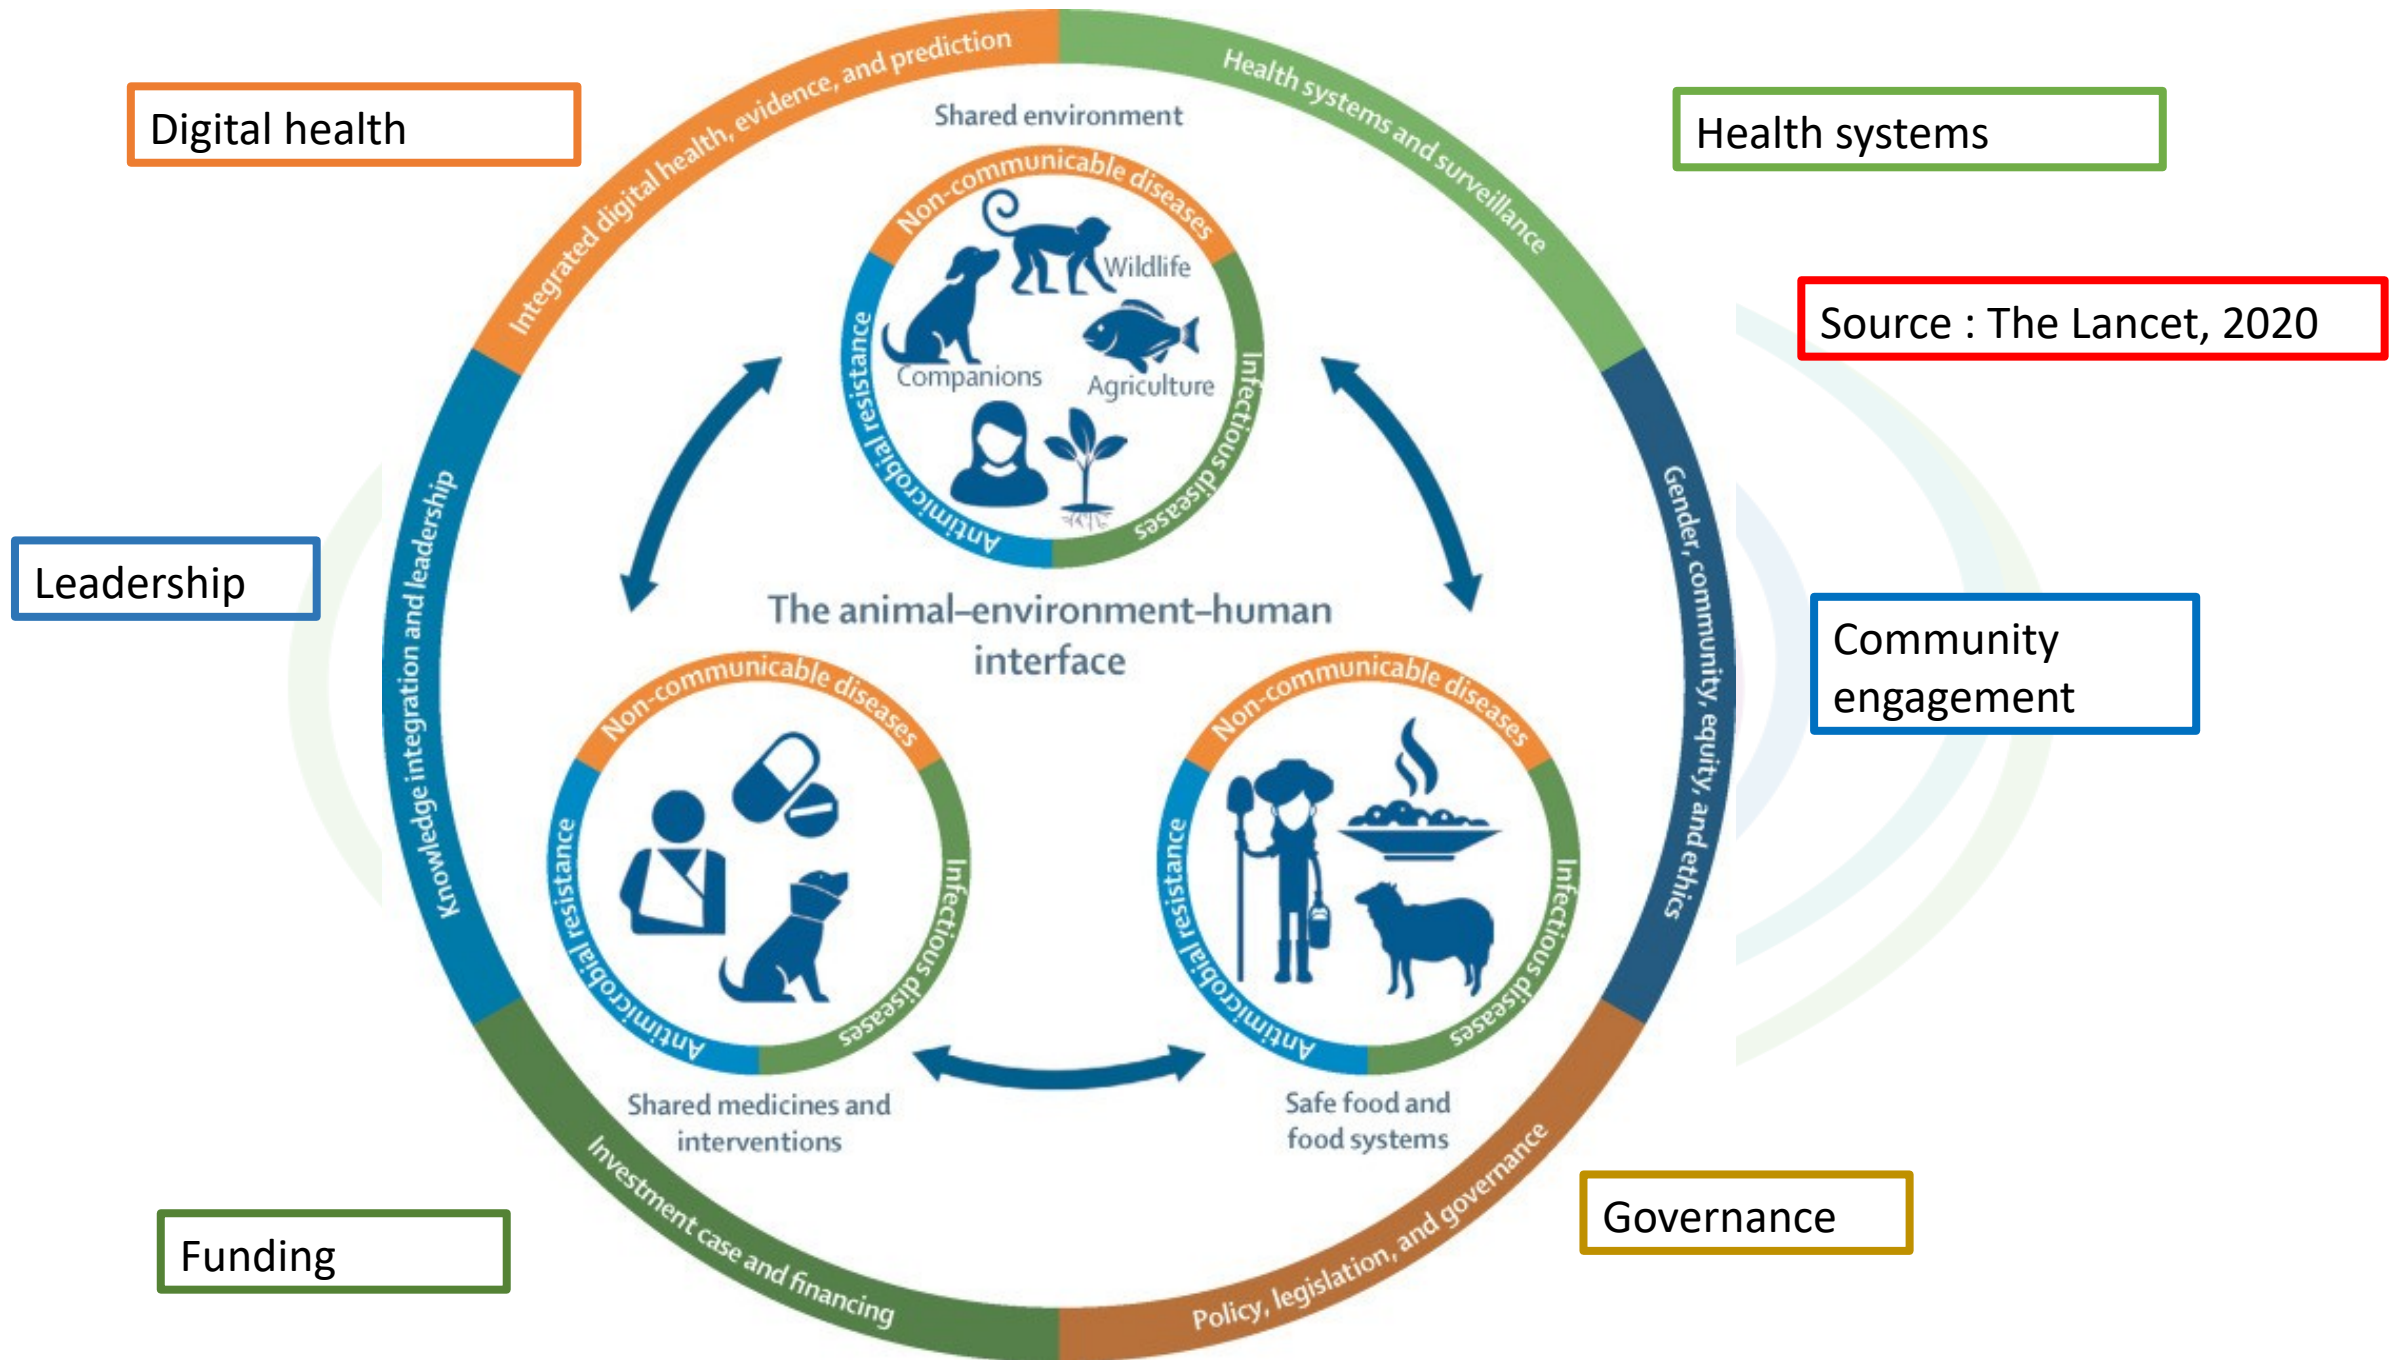 Digital health
Health systems
Source : The Lancet, 2020
Leadership
Community
engagement
Funding
Governance
Integrated digital health, evidence, and prediction
Health systems and surveillance
Gender, community, equity, and ethics
Policy, legislation, and governance
Investment case and financing
Knowledge integration and leadership
Shared environment
Non-communicable diseases
Infectious diseases
Antimicrobial resistance
Wildlife
Companions
Agriculture
The animal–environment–human
interface
Non-communicable diseases
Infectious diseases
Antimicrobial resistance
Shared medicines and
interventions
Non-communicable diseases
Infectious diseases
Antimicrobial resistance
Safe food and
food systems